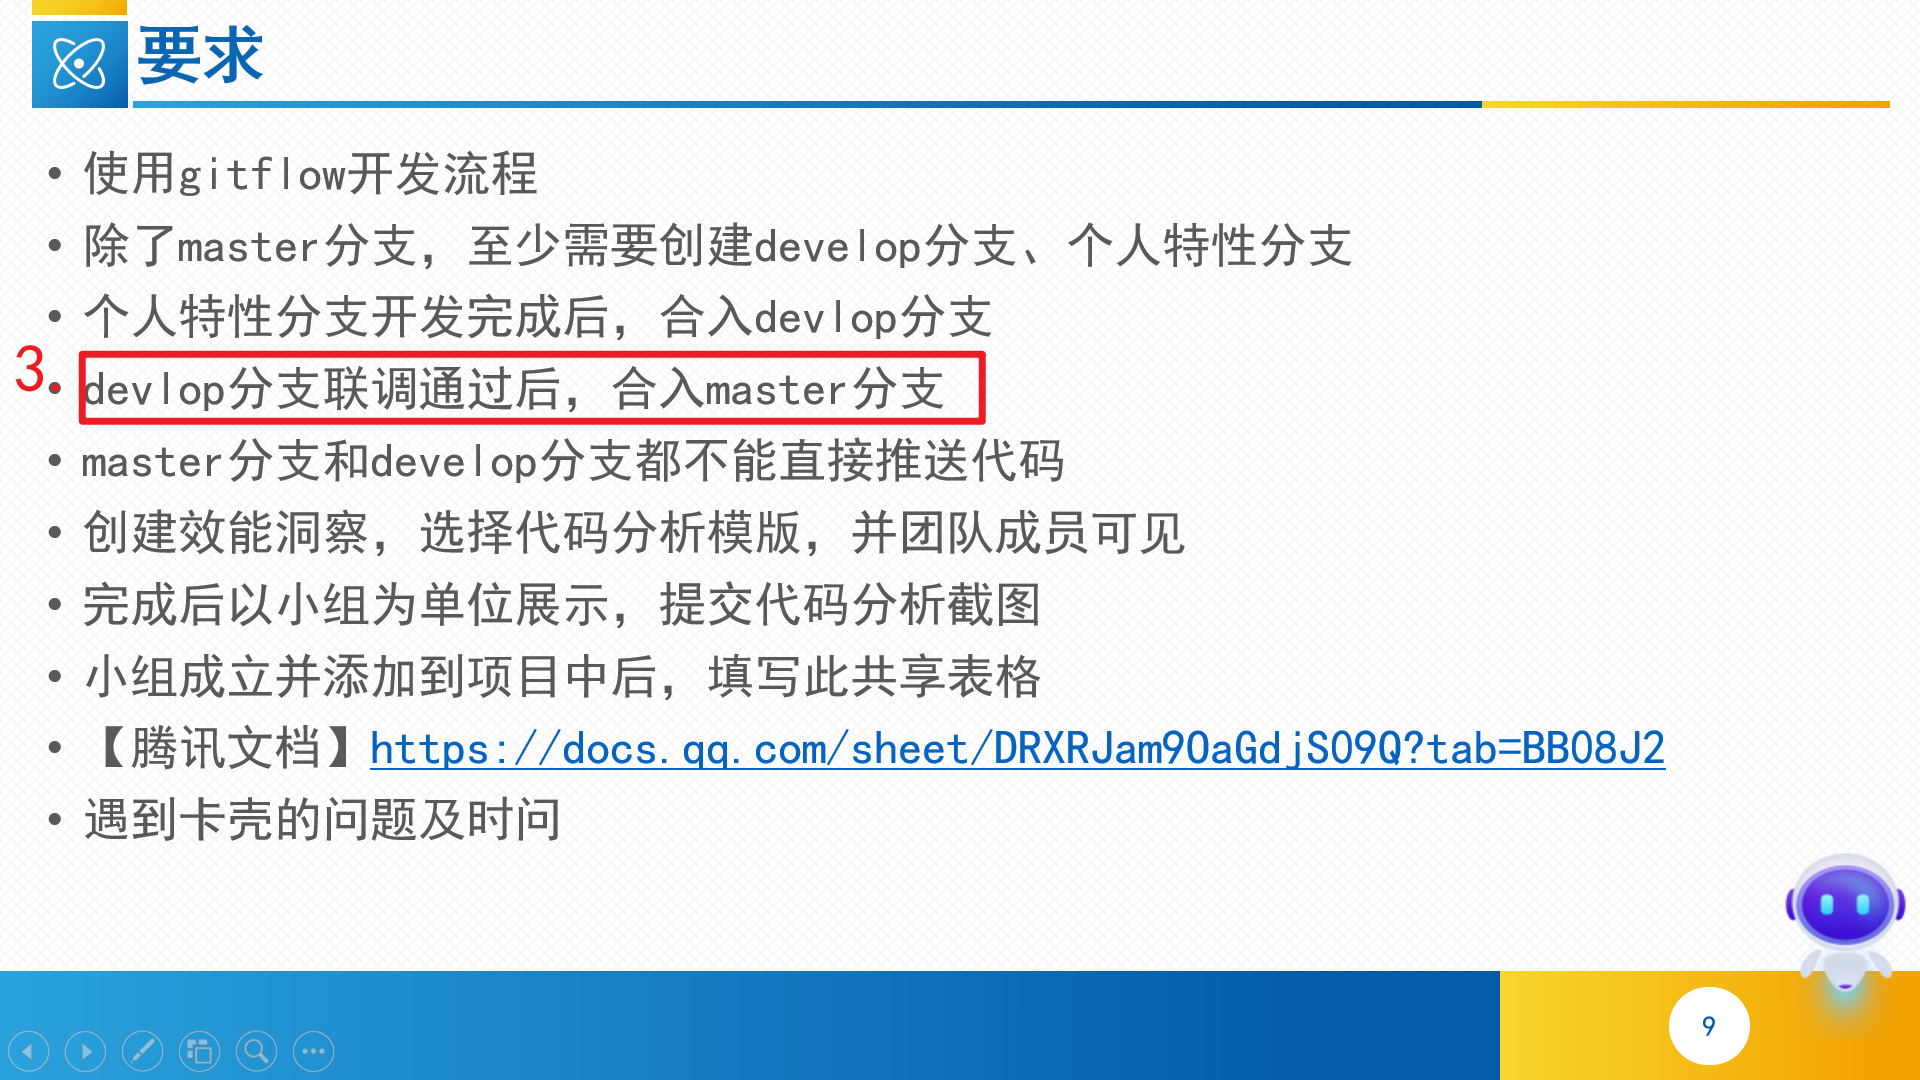 要求
• 使用gitflow开发流程
• 除了master分支，至少需要创建develop分支、个人特性分支
• 个人特性分支开发完成后，合入devlop分支
3.
• devlop分支联调通过后，合入master分支
• master分支和develop分支都不能直接推送代码
• 创建效能洞察，选择代码分析模版，并团队成员可见
• 完成后以小组为单位展示，提交代码分析截图
• 小组成立并添加到项目中后，填写此共享表格
• 【腾讯文档】https://docs.qq.com/sheet/DRXRJam9OaGdjS09Q?tab=BB08J2
• 遇到卡壳的问题及时问
9